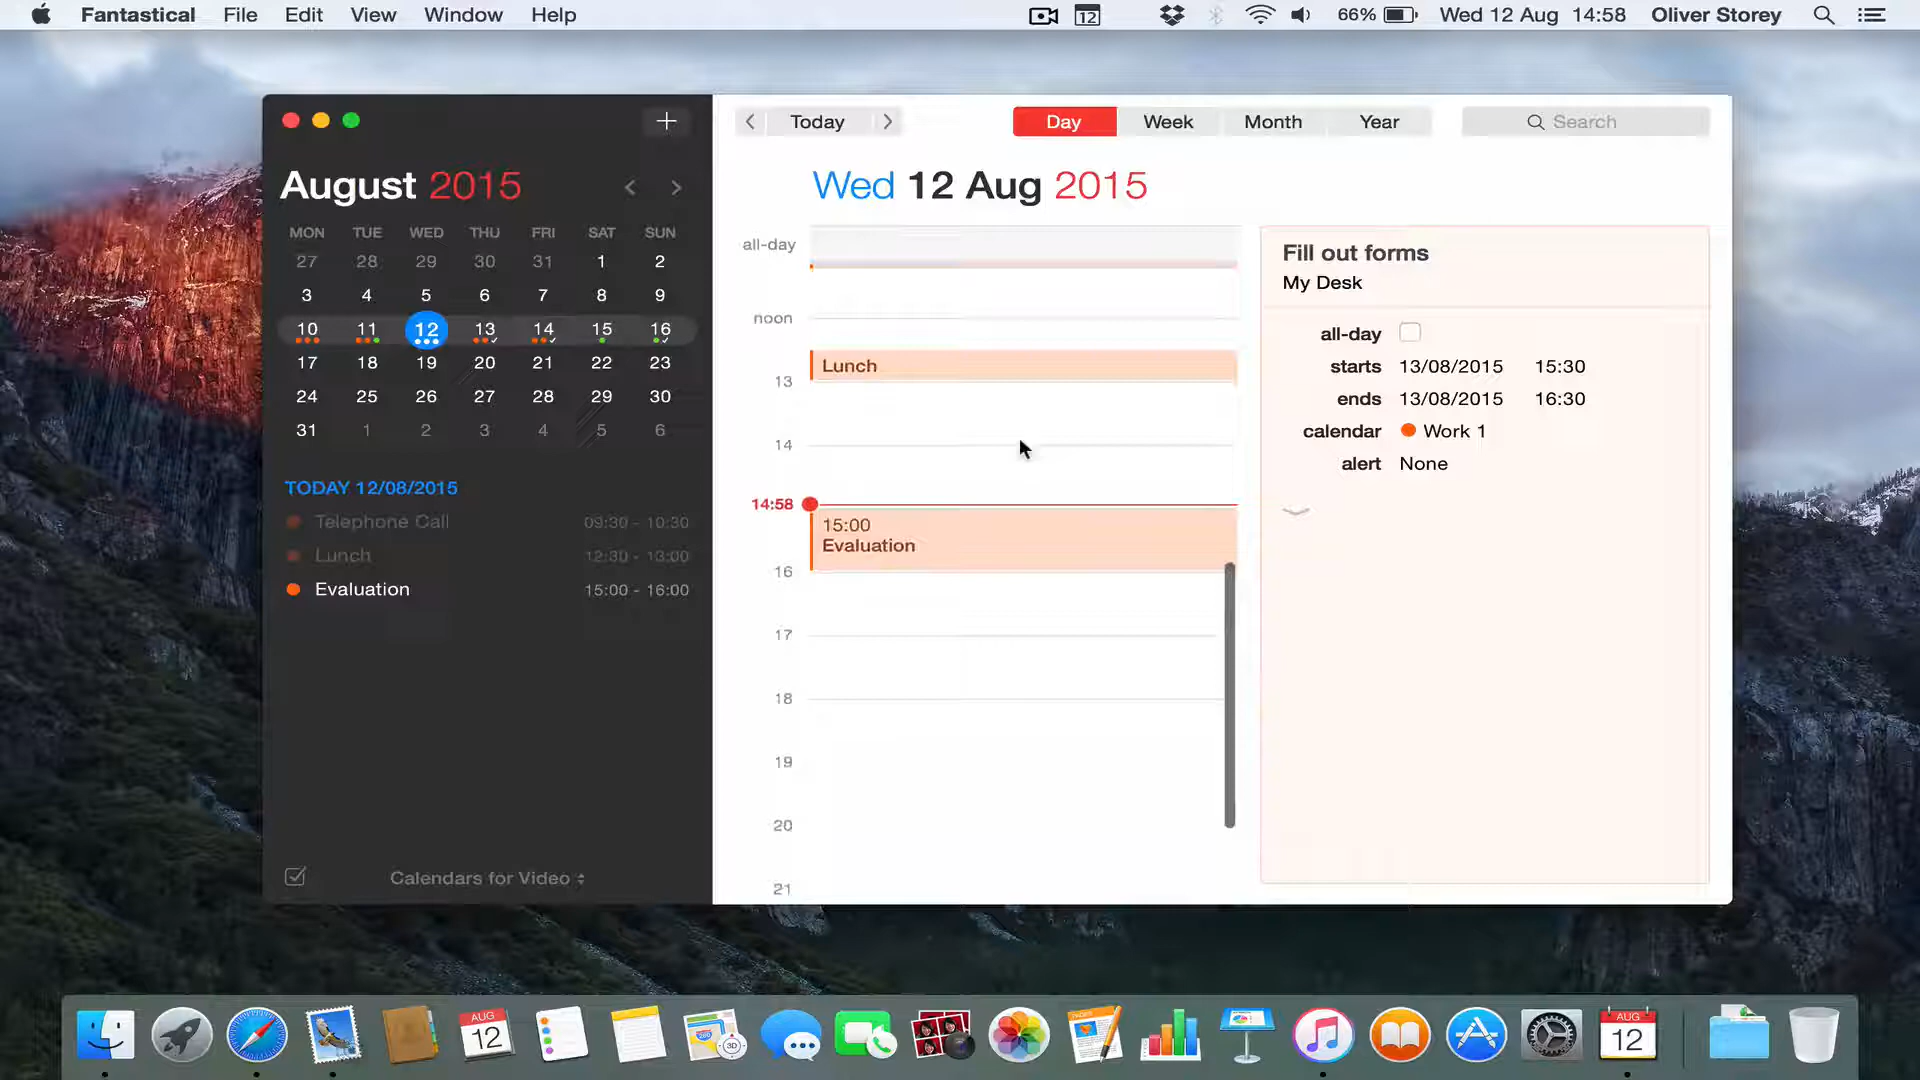 Fantastical File Edit View Window Help 12 66% Wed 12 Aug 14:58 Oliver Storey
Today Day Week Month Year Search
August 2015
MON TUE WED THU FRI SAT SUN
27 28 29 30 31 1 2
3 4 5 6 7 8 9
10 11 12 13 14 15 16
17 18 19 20 21 22 23
24 25 26 27 28 29 30
31 1 2 3 4 5 6
TODAY 12/08/2015
Telephone Call 09:30 - 10:30
Lunch 12:30 - 13:00
Evaluation 15:00 - 16:00
Calendars for Video
Wed 12 Aug 2015
all-day
noon
Lunch
13
14
14:58
15:00
Evaluation
16
17
18
19
20
21
Fill out forms
My Desk
all-day
starts 13/08/2015 15:30
ends 13/08/2015 16:30
calendar Work 1
alert None
AUG
12
3D
PAGES
AUG
12